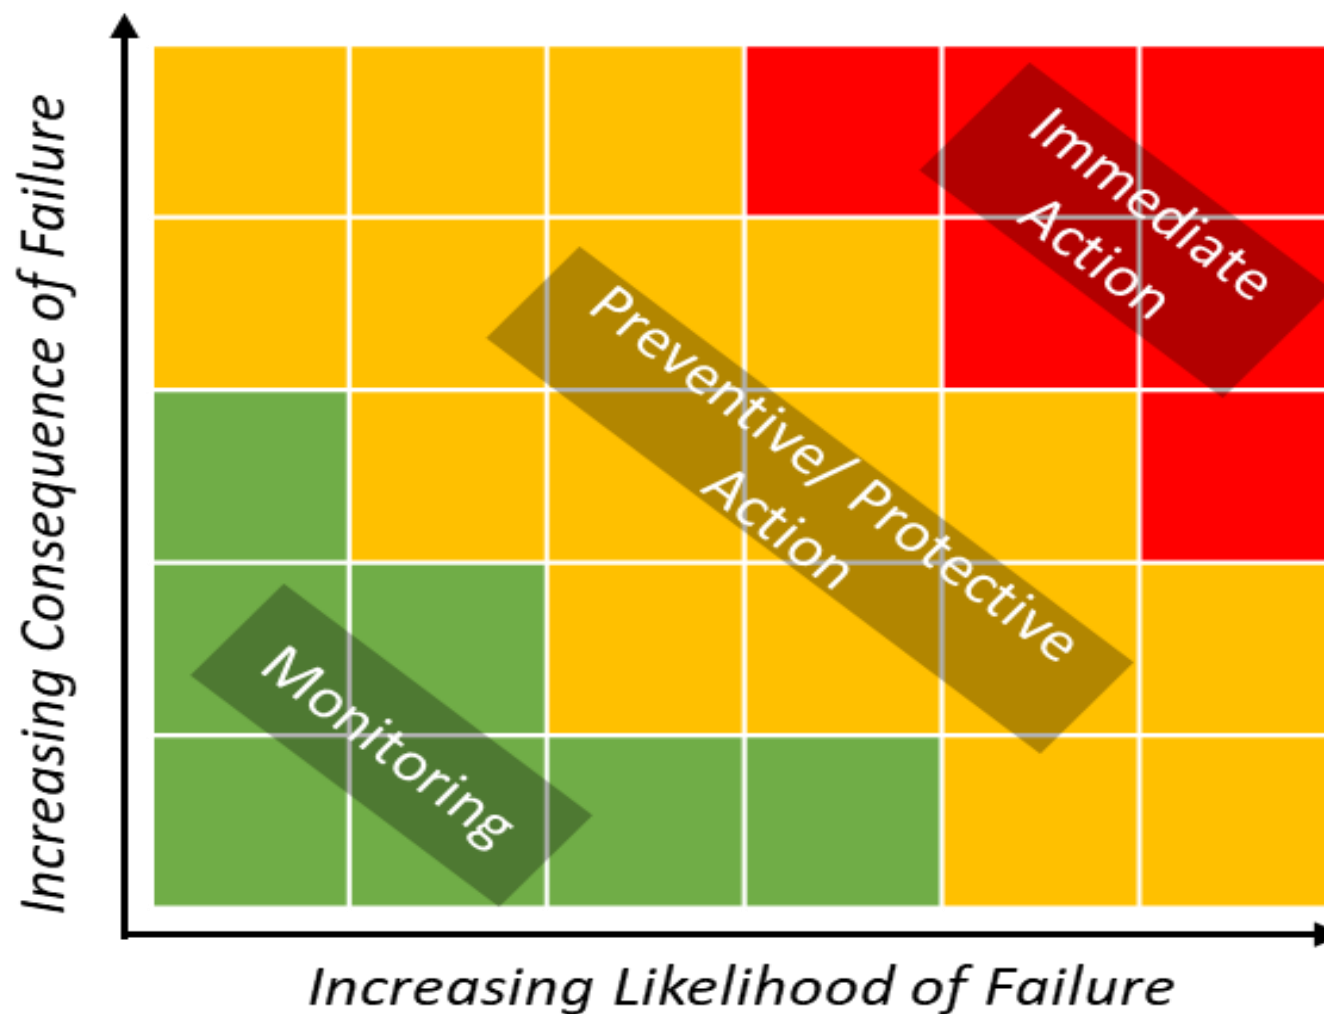 Increasing Consequence of Failure
Immediate
Action
Preventive/ Protective
Action
Monitoring
Increasing Likelihood of Failure